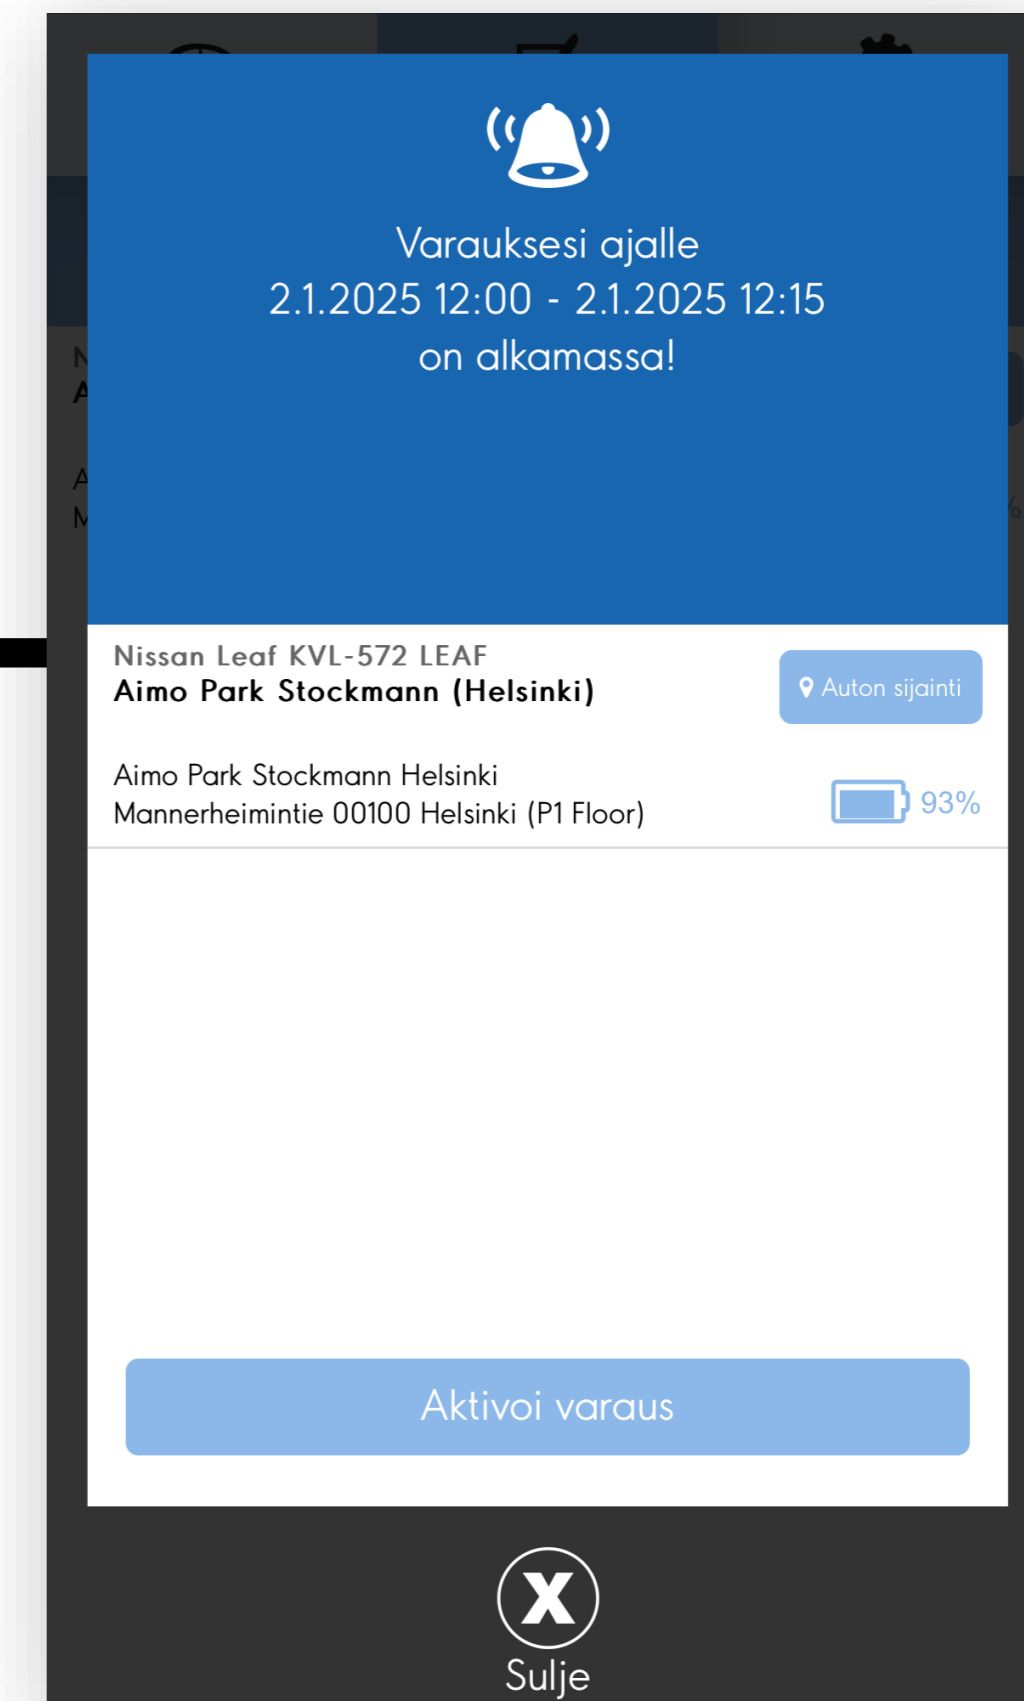 Varauksesi ajalle
2.1.2025 12:00 - 2.1.2025 12:15
on alkamassa!
Nissan Leaf KVL-572 LEAF
Aimo Park Stockmann (Helsinki)
Auton sijainti
Aimo Park Stockmann Helsinki
Mannerheimintie 00100 Helsinki (P1 Floor)
93%
Aktivoi varaus
X
Sulje